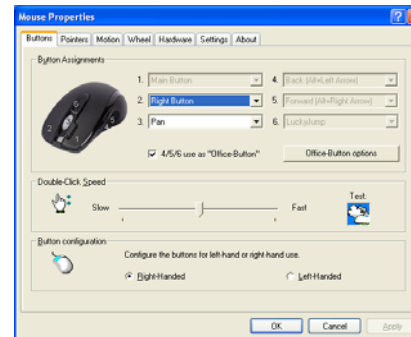 Mouse Properties
Buttons Pointers Motion Wheel Hardware Settings About
Button Assignments
1. Main Button 4. Back (Alt+Left Arrow)
2. Right Button 5. Forward (Alt+Right Arrow)
3. Pan 6. LuckyJump
4/5/6 use as "Office-Button" Office-Button options
Double-Click Speed
Slow Fast
Test:
Button configuration
Configure the buttons for left-hand or right-hand use.
Right-Handed Left-Handed
OK Cancel Apply